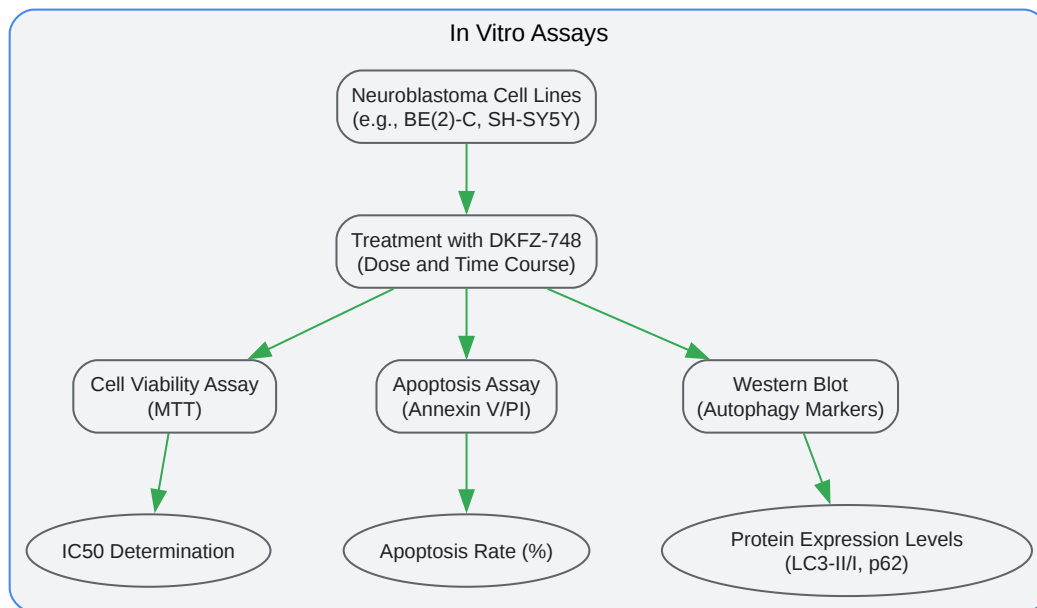 In Vitro Assays
Neuroblastoma Cell Lines
(e.g., BE(2)-C, SH-SY5Y)
Treatment with DKFZ-748
(Dose and Time Course)
Cell Viability Assay
(MTT)
Apoptosis Assay
(Annexin V/PI)
Western Blot
(Autophagy Markers)
IC50 Determination
Apoptosis Rate (%)
Protein Expression Levels
(LC3-II/I, p62)